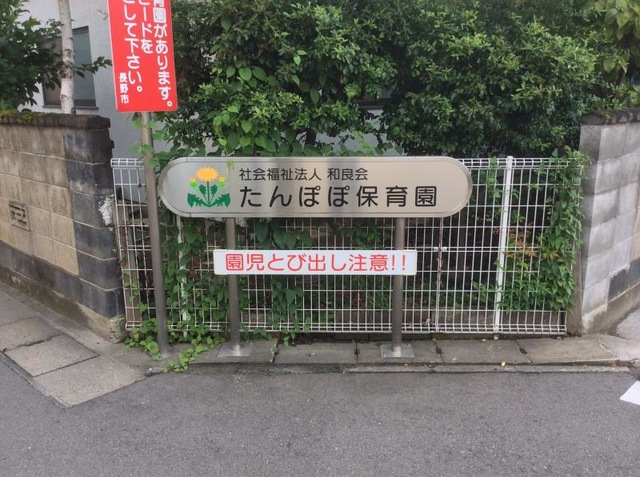 育園があります。
ピードを
として下さい。
長野市
社会福祉法人 和良会
たんぽぽ保育園
園児とび出し注意!!